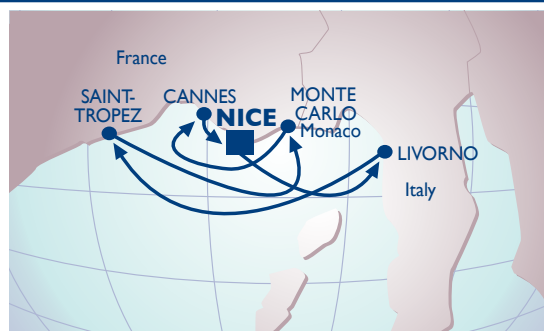 France
SAINT-
TROPEZ
CANNES
NICE
MONTE
CARLO
Monaco
LIVORNO
Italy